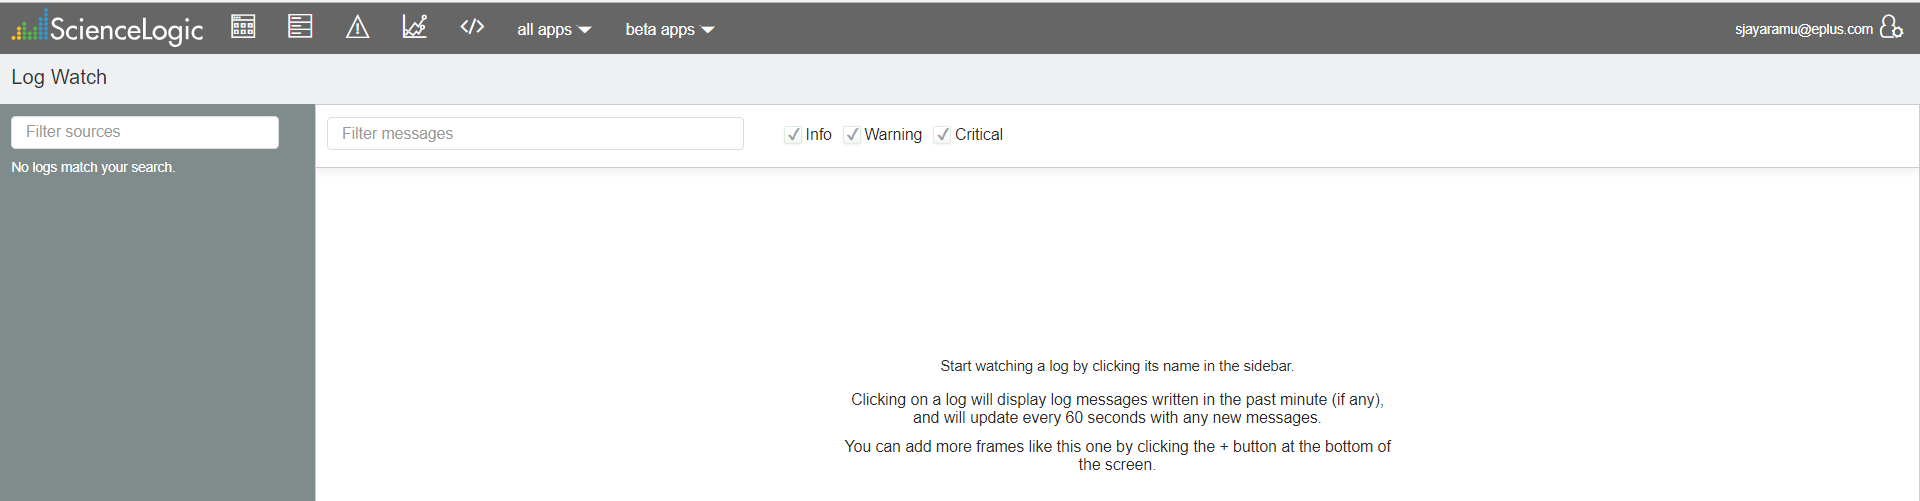 ScienceLogic
all apps
beta apps
sjayaramu@eplus.com
Log Watch
Filter sources
Filter messages
Info
Warning
Critical
No logs match your search.
Start watching a log by clicking its name in the sidebar.
Clicking on a log will display log messages written in the past minute (if any),
and will update every 60 seconds with any new messages.
You can add more frames like this one by clicking the + button at the bottom of
the screen.